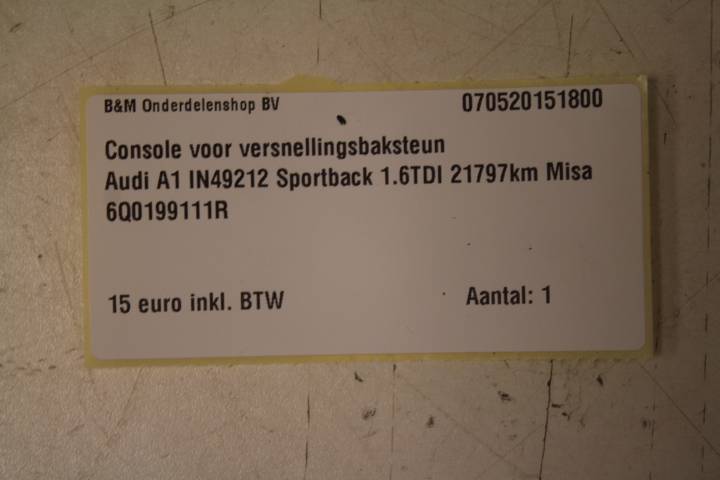 B&M Onderdelenshop BV 070520151800
Console voor versnellingsbaksteun
Audi A1 IN49212 Sportback 1.6TDI 21797km Misa
6Q0199111R
15 euro inkl. BTW Aantal: 1